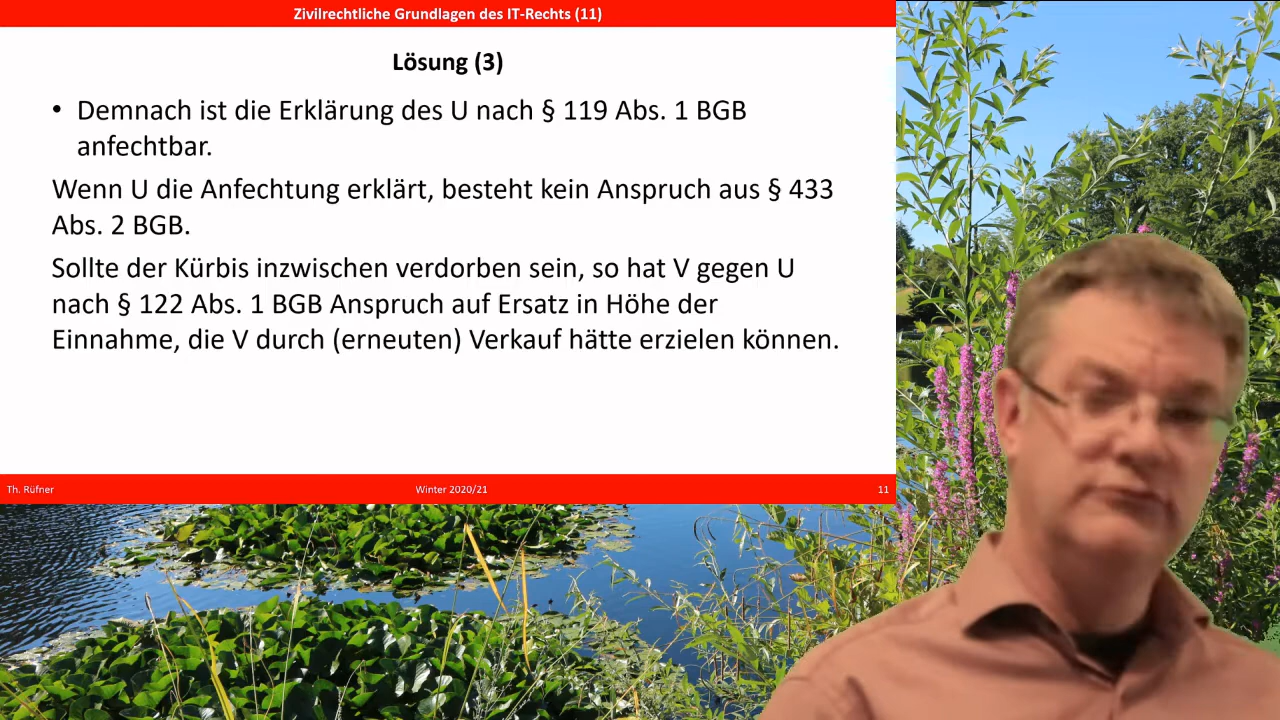 Zivilrechtliche Grundlagen des IT-Rechts (11)
Lösung (3)
• Demnach ist die Erklärung des U nach § 119 Abs. 1 BGB
anfechtbar.
Wenn U die Anfechtung erklärt, besteht kein Anspruch aus § 433
Abs. 2 BGB.
Sollte der Kürbis inzwischen verdorben sein, so hat V gegen U
nach § 122 Abs. 1 BGB Anspruch auf Ersatz in Höhe der
Einnahme, die V durch (erneuten) Verkauf hätte erzielen können.
Th. Rüfner
Winter 2020/21
11